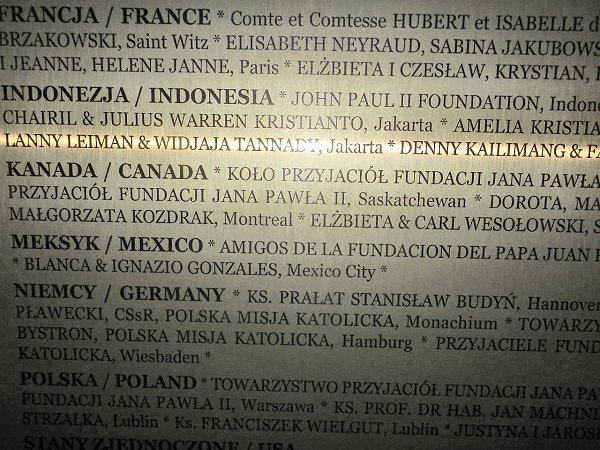 FRANCJA / FRANCE * Comte et Comtesse HUBERT et ISABELLE
BRZAKOWSKI, Saint Witz * ELISABETH NEYRAUD, SABINA
I JEANNE, HELENE JANNE, Paris * ELŻBIETA I CZESŁAW, KRYSTIAN,
INDONEZJA / INDONESIA * JOHN PAUL II FOUNDATION,
CHAIRIL & JULIUS WARREN KRISTIANTO, Jakarta * AMELIA
LANNY LEIMAN & WIDJAJA TANNADY, Jakarta * DENNY KAILIMANG &
KANADA / CANADA * KOŁO PRZYJACIÓŁ FUNDACJI JANA PAWŁA
PRZYJACIÓŁ FUNDACJI JANA PAWŁA II, Saskatchewan * DOROTA,
MAŁGORZATA KOZDRAK, Montreal * ELŻBIETA & CARL WESOŁOWSKI,
MEKSYK / MEXICO * AMIGOS DE LA FUNDACION DEL PAPA JUAN
* BLANCA & IGNAZIO GONZALES, Mexico City *
NIEMCY / GERMANY * KS. PRAŁAT STANISŁAW BUDYŃ, Hannover
PŁAWECKI, CSsR, POLSKA MISJA KATOLICKA, Monachium *
BYSTRON, POLSKA MISJA KATOLICKA, Hamburg * PRZYJACIELE
KATOLICKA, Wiesbaden *
POLSKA / POLAND * TOWARZYSTWO PRZYJACIÓŁ FUNDACJI JANA
FUNDACJI JANA PAWŁA II, Warszawa * KS. PROF. DR HAB. JAN
STRZAŁKA, Lublin * Ks. FRANCISZEK WIELGUT, Lublin * JUSTYNA I
STANY ZJEDNOCZONE / USA